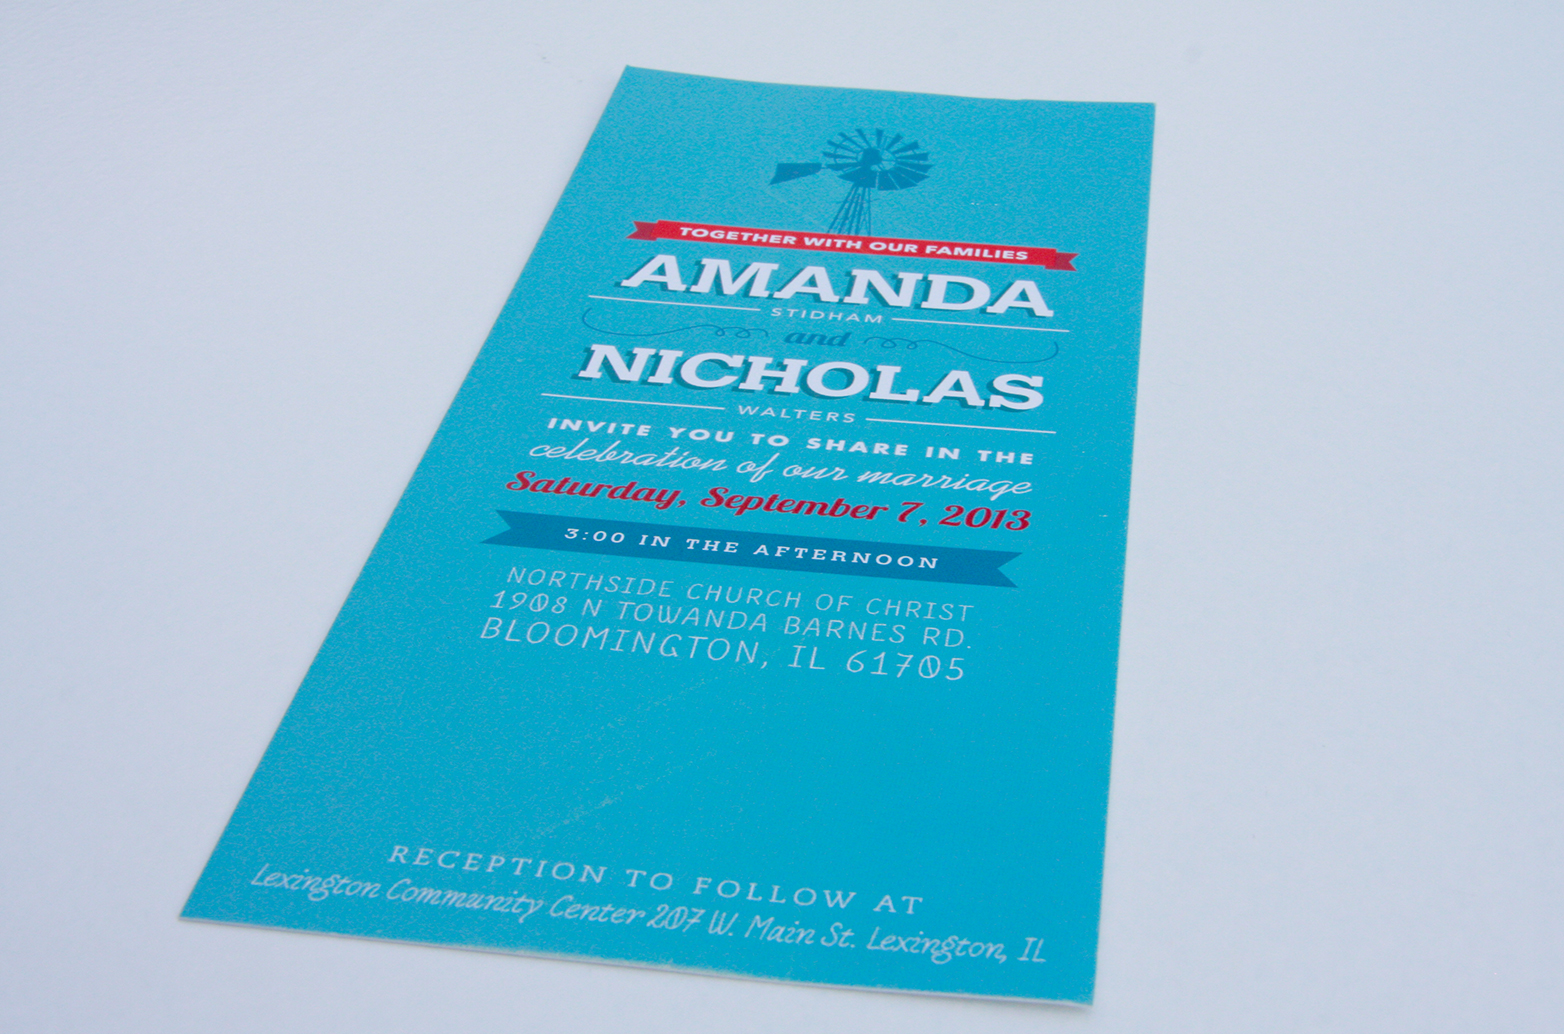 TOGETHER WITH OUR FAMILIES
AMANDA
STIDHAM
and
NICHOLAS
WALTERS
INVITE YOU TO SHARE IN THE
celebration of our marriage
Saturday, September 7, 2013
3:00 IN THE AFTERNOON
NORTHSIDE CHURCH OF CHRIST
1908 N TOWANDA BARNES RD.
BLOOMINGTON, IL 61705
RECEPTION TO FOLLOW AT
Lexington Community Center 207 W. Main St. Lexington, IL